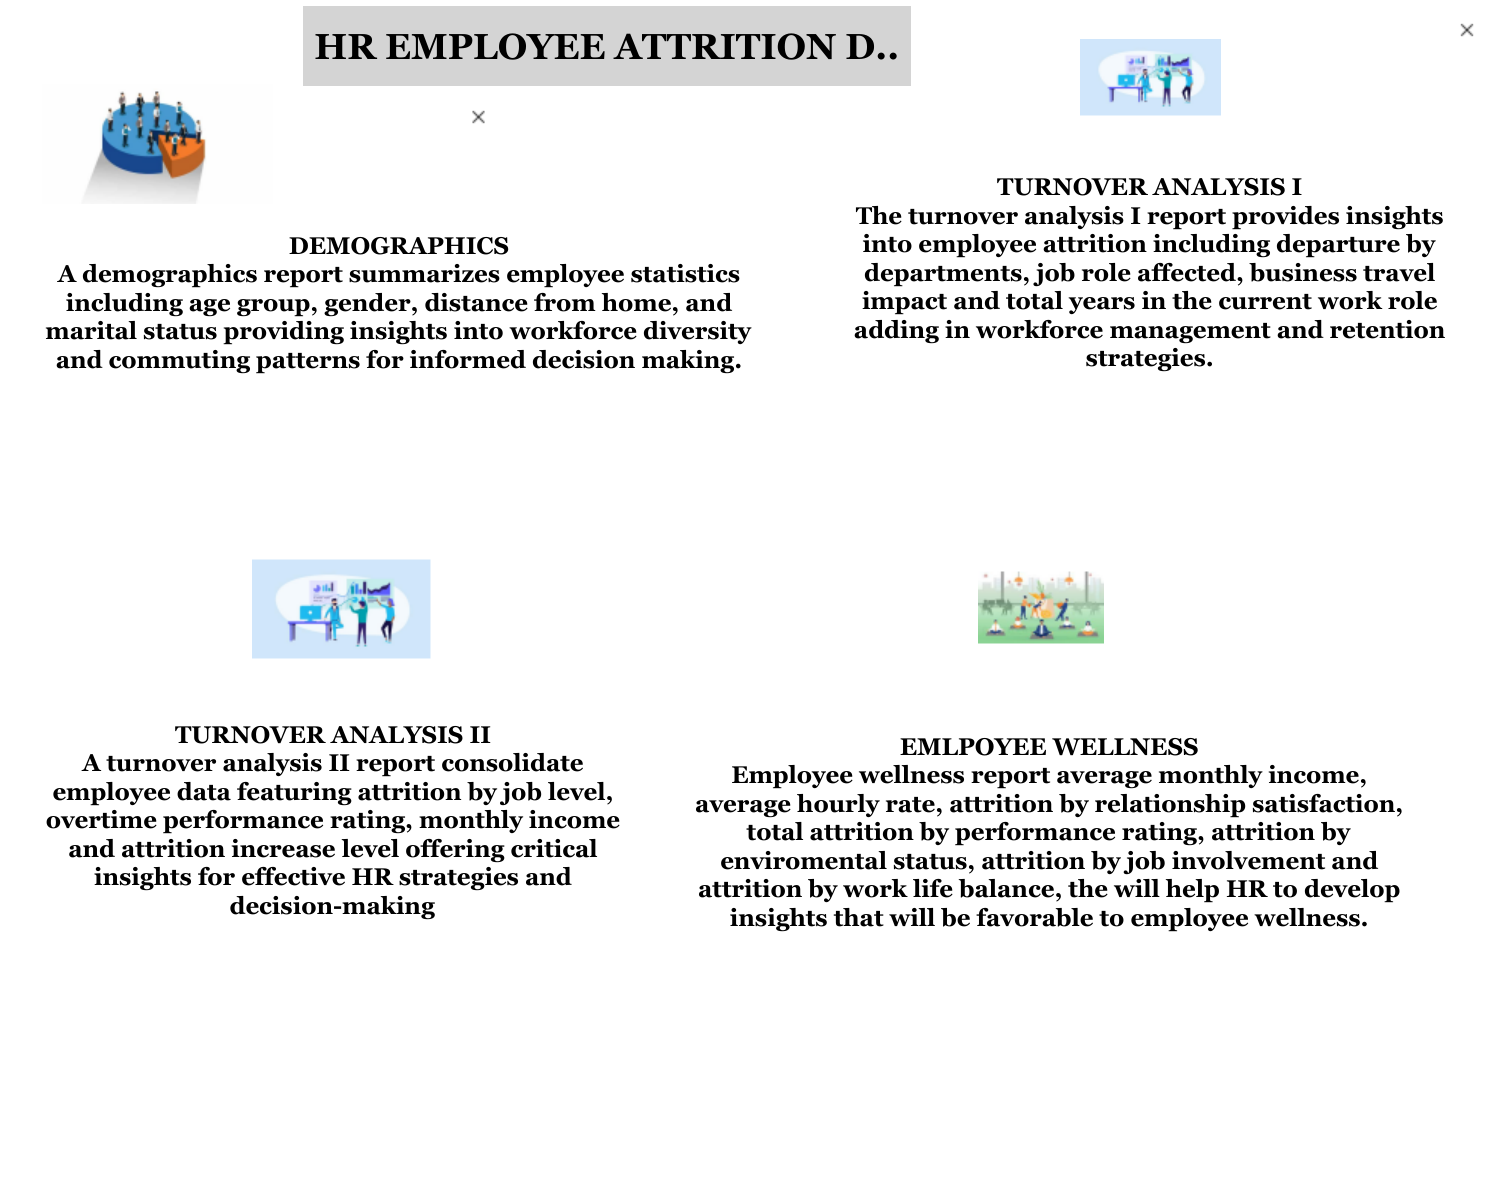 HR EMPLOYEE ATTRITION D..
DEMOGRAPHICS
A demographics report summarizes employee statistics
including age group, gender, distance from home, and
marital status providing insights into workforce diversity
and commuting patterns for informed decision making.
TURNOVER ANALYSIS I
The turnover analysis I report provides insights
into employee attrition including departure by
departments, job role affected, business travel
impact and total years in the current work role
adding in workforce management and retention
strategies.
TURNOVER ANALYSIS II
A turnover analysis II report consolidate
employee data featuring attrition by job level,
overtime performance rating, monthly income
and attrition increase level offering critical
insights for effective HR strategies and
decision-making
EMLPOYEE WELLNESS
Employee wellness report average monthly income,
average hourly rate, attrition by relationship satisfaction,
total attrition by performance rating, attrition by
enviromental status, attrition by job involvement and
attrition by work life balance, the will help HR to develop
insights that will be favorable to employee wellness.